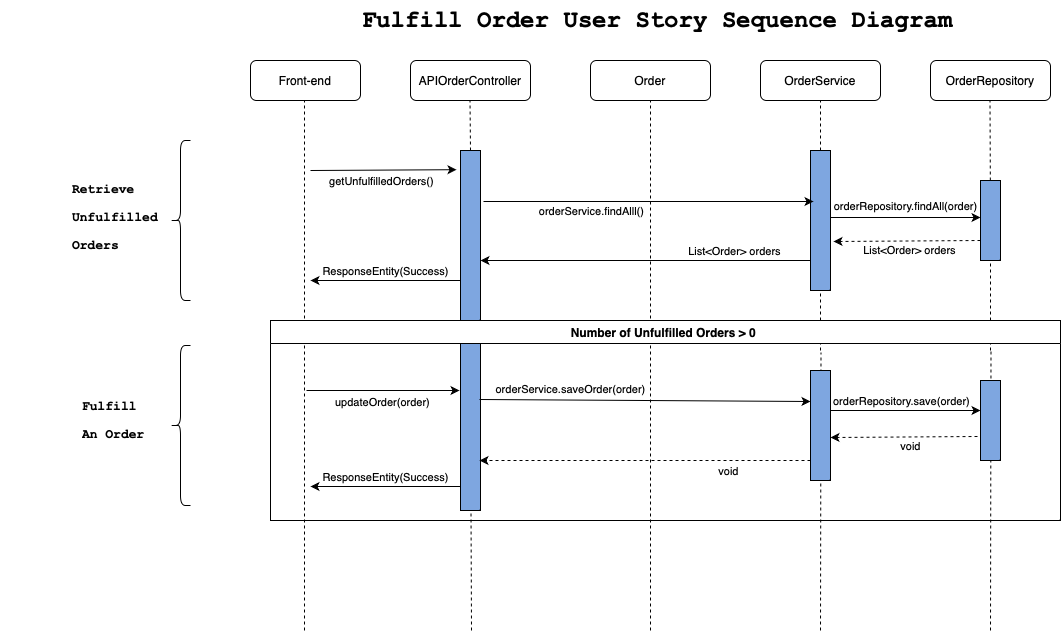 Fulfill Order User Story Sequence Diagram
Front-end
APIOrderController
Order
OrderService
OrderRepository
Retrieve
Unfulfilled
Orders
getUnfulfilledOrders()
orderService.findAlll()
orderRepository.findAll(order)
List<Order> orders
List<Order> orders
ResponseEntity(Success)
Number of Unfulfilled Orders > 0
Fulfill
An Order
updateOrder(order)
orderService.saveOrder(order)
orderRepository.save(order)
void
void
ResponseEntity(Success)